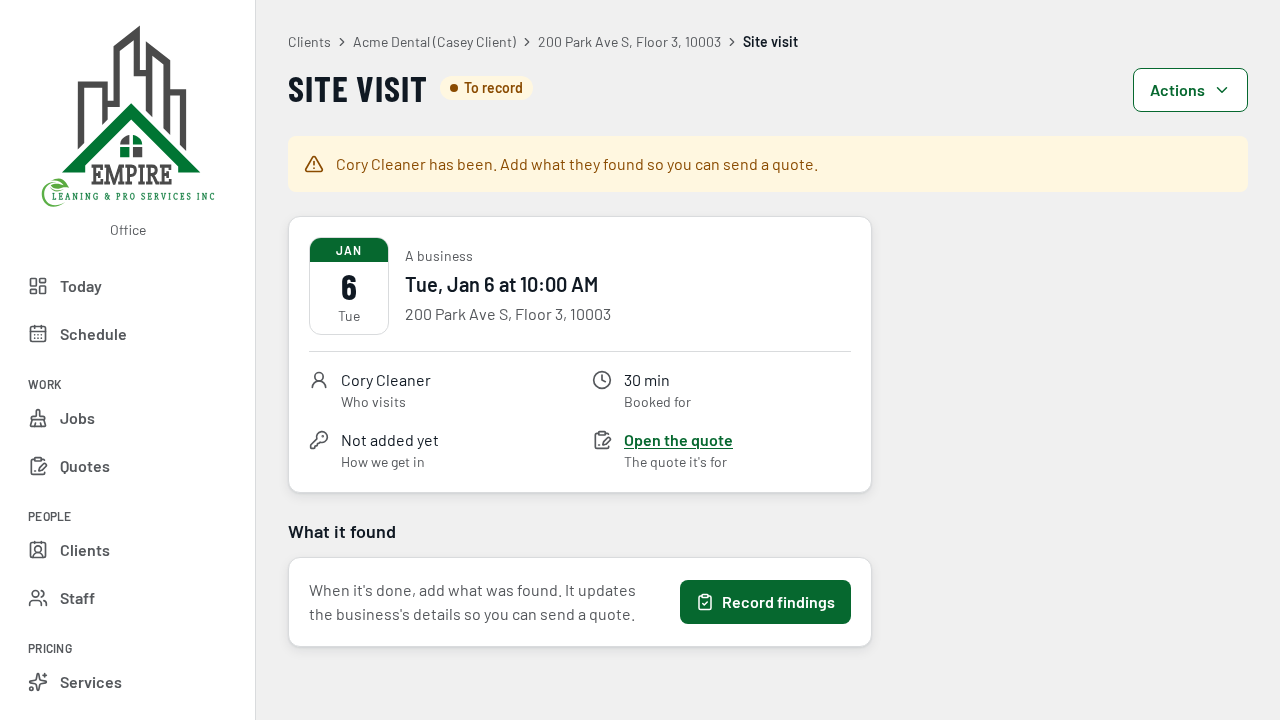 EMPIRE
LEANING & PRO SERVICES INC
Office
Today
Schedule
WORK
Jobs
Quotes
PEOPLE
Clients
Staff
PRICING
Services
Clients > Acme Dental (Casey Client) > 200 Park Ave S, Floor 3, 10003 > Site visit
SITE VISIT
To record
Actions
Cory Cleaner has been. Add what they found so you can send a quote.
JAN
6
Tue
A business
Tue, Jan 6 at 10:00 AM
200 Park Ave S, Floor 3, 10003
Cory Cleaner
Who visits
30 min
Booked for
Not added yet
How we get in
Open the quote
The quote it's for
What it found
When it's done, add what was found. It updates
the business's details so you can send a quote.
Record findings